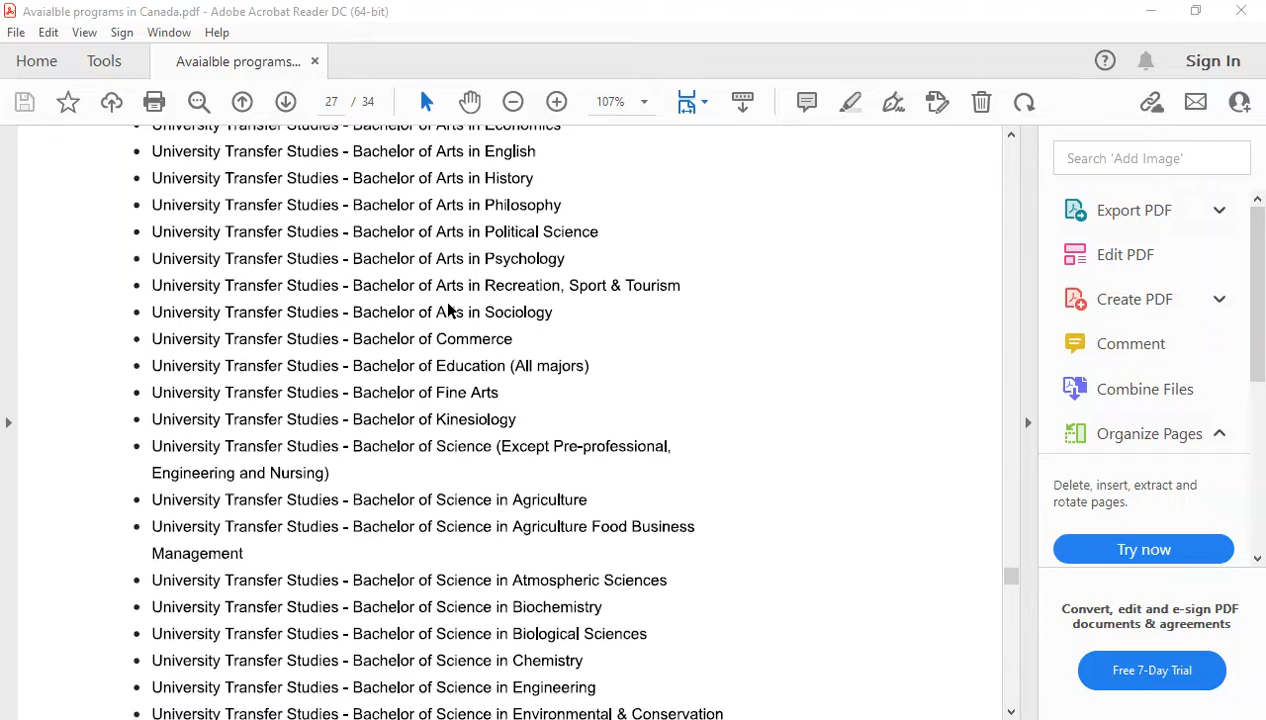 Avaialble programs in Canada.pdf - Adobe Acrobat Reader DC (64-bit)
File Edit View Sign Window Help
Home Tools Avaialble programs... × Sign In
27 / 34 107%
University Transfer Studies - Bachelor of Arts in Economics
• University Transfer Studies - Bachelor of Arts in English
• University Transfer Studies - Bachelor of Arts in History
• University Transfer Studies - Bachelor of Arts in Philosophy
• University Transfer Studies - Bachelor of Arts in Political Science
• University Transfer Studies - Bachelor of Arts in Psychology
• University Transfer Studies - Bachelor of Arts in Recreation, Sport & Tourism
• University Transfer Studies - Bachelor of Arts in Sociology
• University Transfer Studies - Bachelor of Commerce
• University Transfer Studies - Bachelor of Education (All majors)
• University Transfer Studies - Bachelor of Fine Arts
• University Transfer Studies - Bachelor of Kinesiology
• University Transfer Studies - Bachelor of Science (Except Pre-professional,
Engineering and Nursing)
• University Transfer Studies - Bachelor of Science in Agriculture
• University Transfer Studies - Bachelor of Science in Agriculture Food Business
Management
• University Transfer Studies - Bachelor of Science in Atmospheric Sciences
• University Transfer Studies - Bachelor of Science in Biochemistry
• University Transfer Studies - Bachelor of Science in Biological Sciences
• University Transfer Studies - Bachelor of Science in Chemistry
• University Transfer Studies - Bachelor of Science in Engineering
• University Transfer Studies - Bachelor of Science in Environmental & Conservation
Search 'Add Image'
Export PDF
Edit PDF
Create PDF
Comment
Combine Files
Organize Pages
Delete, insert, extract and
rotate pages.
Try now
Convert, edit and e-sign PDF
documents & agreements
Free 7-Day Trial